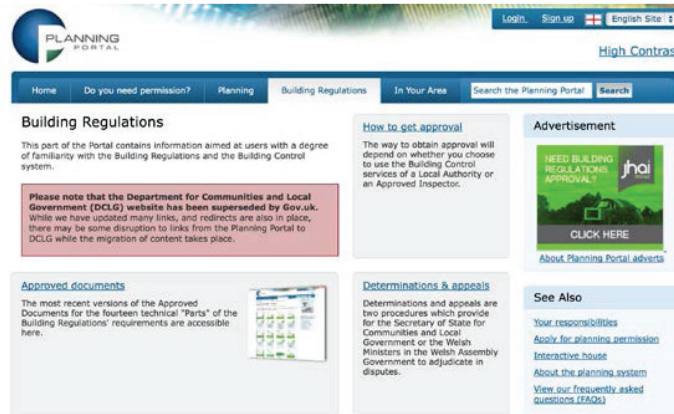 PLANNING
PORTAL
Login Sign up English Site
High Contras
Home Do you need permission? Planning Building Regulations In Your Area Search the Planning Portal Search
Building Regulations
This part of the Portal contains information aimed at users with a degree
of familiarity with the Building Regulations and the Building Control
system.
Please note that the Department for Communities and Local
Government (DCLG) website has been superseded by Gov.uk.
While we have updated many links, and redirects are also in place,
there may be some disruption to links from the Planning Portal to
DCLG while the migration of content takes place.
How to get approval
The way to obtain approval will
depend on whether you choose
to use the Building Control
services of a Local Authority or
an Approved Inspector.
Advertisement
NEED BUILDING
REGULATIONS
APPROVAL?
jhai
CLICK HERE
About Planning Portal adverts
Approved documents
The most recent versions of the Approved
Documents for the fourteen technical "Parts" of the
Building Regulations' requirements are accessible
here.
Determinations & appeals
Determinations and appeals are
two procedures which provide
for the Secretary of State for
Communities and Local
Government or the Welsh
Ministers in the Welsh Assembly
Government to adjudicate in
disputes.
See Also
Your responsibilities
Apply for planning permission
Interactive house
About the planning system
View our frequently asked
questions (FAQs)